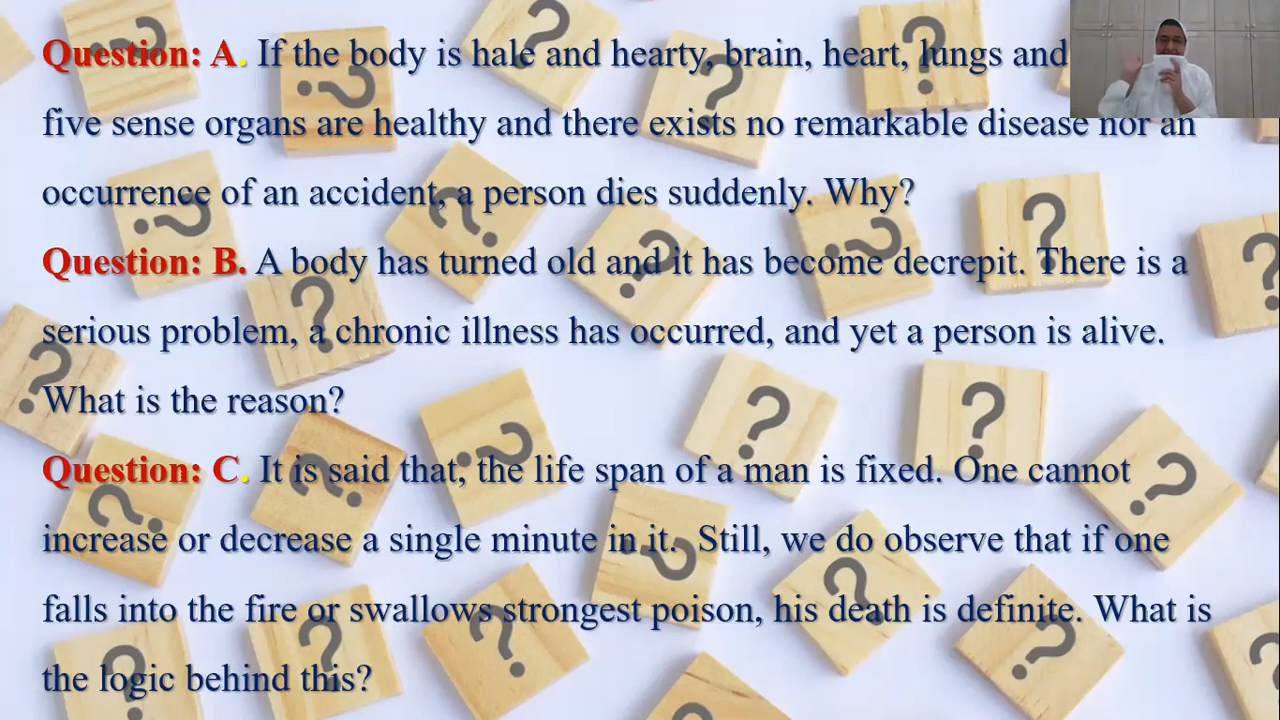 Question: A. If the body is hale and hearty, brain, heart, lungs and
five sense organs are healthy and there exists no remarkable disease nor an
occurrence of an accident, a person dies suddenly. Why?
Question: B. A body has turned old and it has become decrepit. There is a
serious problem, a chronic illness has occurred, and yet a person is alive.
What is the reason?
Question: C. It is said that, the life span of a man is fixed. One cannot
increase or decrease a single minute in it. Still, we do observe that if one
falls into the fire or swallows strongest poison, his death is definite. What is
the logic behind this?